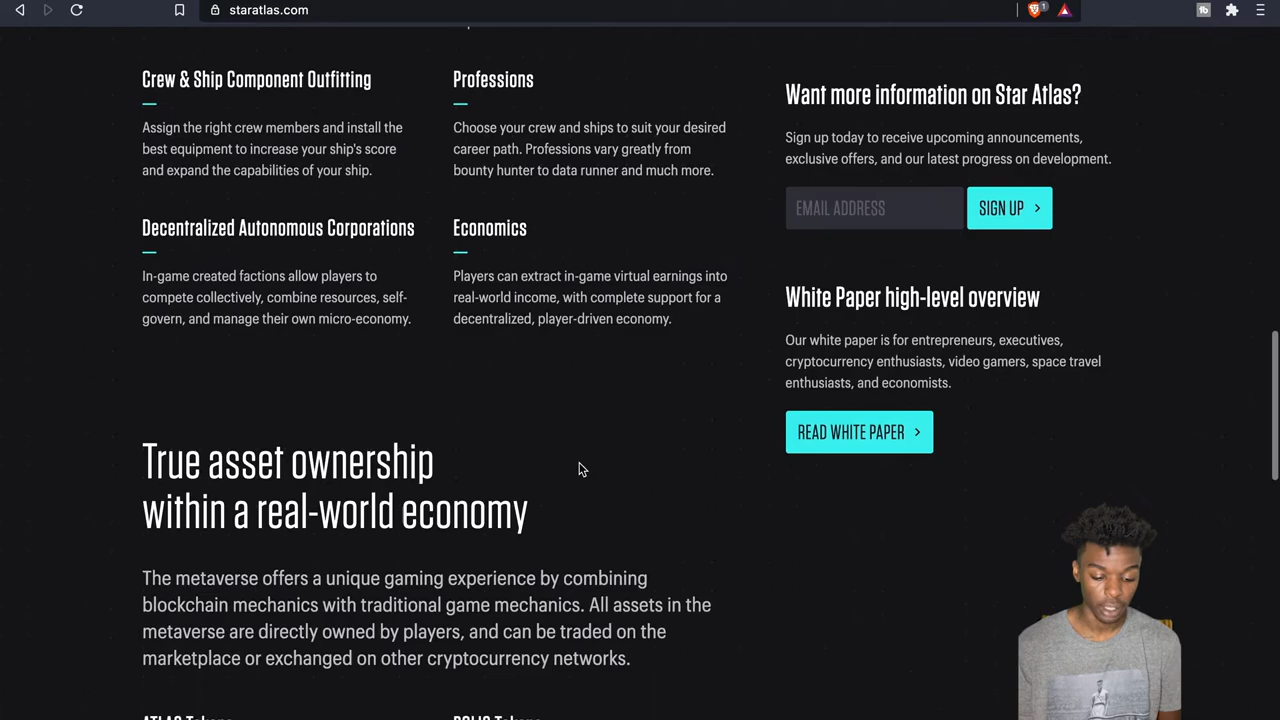 staratlas.com
1
tb
Crew & Ship Component Outfitting
Assign the right crew members and install the
best equipment to increase your ship's score
and expand the capabilities of your ship.
Professions
Choose your crew and ships to suit your desired
career path. Professions vary greatly from
bounty hunter to data runner and much more.
Decentralized Autonomous Corporations
In-game created factions allow players to
compete collectively, combine resources, self-
govern, and manage their own micro-economy.
Economics
Players can extract in-game virtual earnings into
real-world income, with complete support for a
decentralized, player-driven economy.
True asset ownership
within a real-world economy
The metaverse offers a unique gaming experience by combining
blockchain mechanics with traditional game mechanics. All assets in the
metaverse are directly owned by players, and can be traded on the
marketplace or exchanged on other cryptocurrency networks.
Want more information on Star Atlas?
Sign up today to receive upcoming announcements,
exclusive offers, and our latest progress on development.
EMAIL ADDRESS
SIGN UP >
White Paper high-level overview
Our white paper is for entrepreneurs, executives,
cryptocurrency enthusiasts, video gamers, space travel
enthusiasts, and economists.
READ WHITE PAPER >